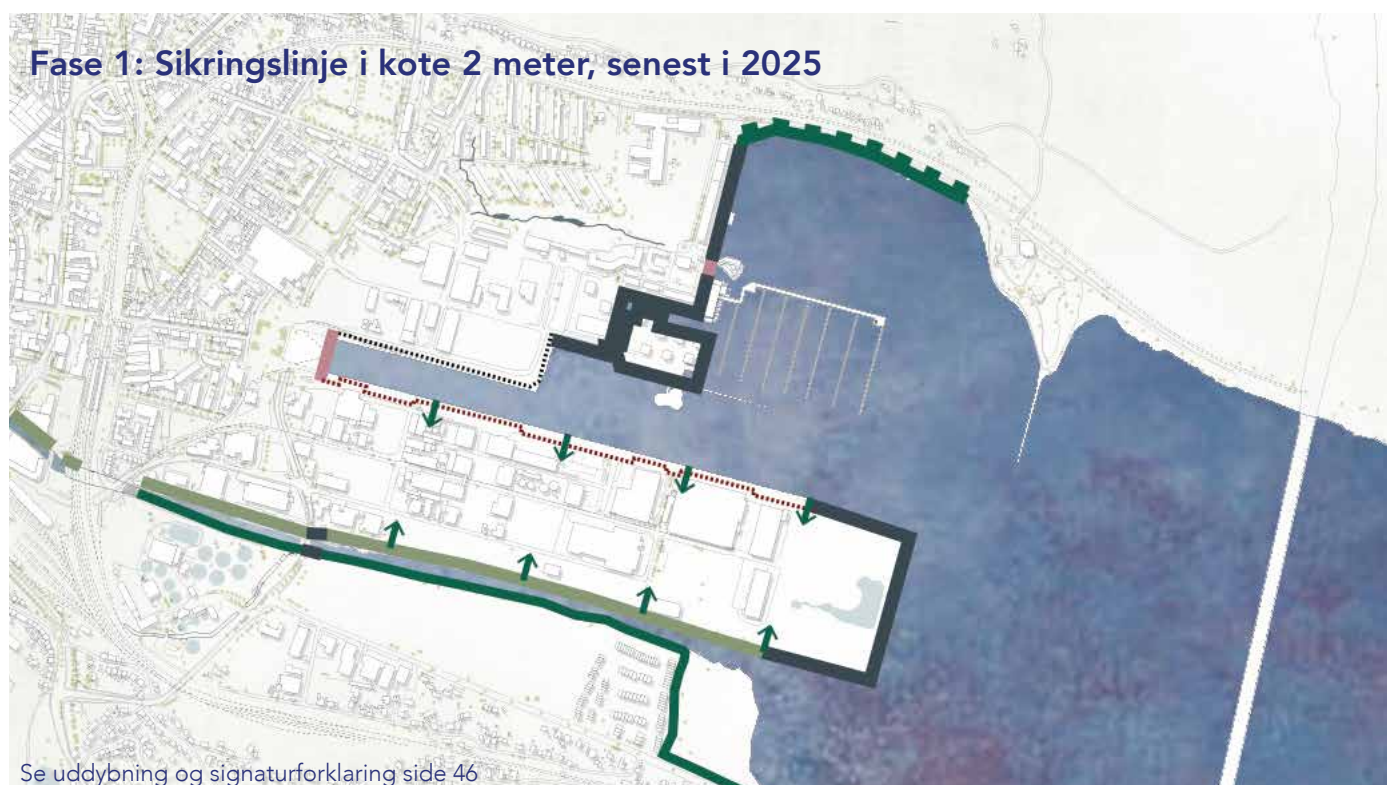 Fase 1: Sikringslinje i kote 2 meter, senest i 2025
Se uddybning og signaturforklaring side 46